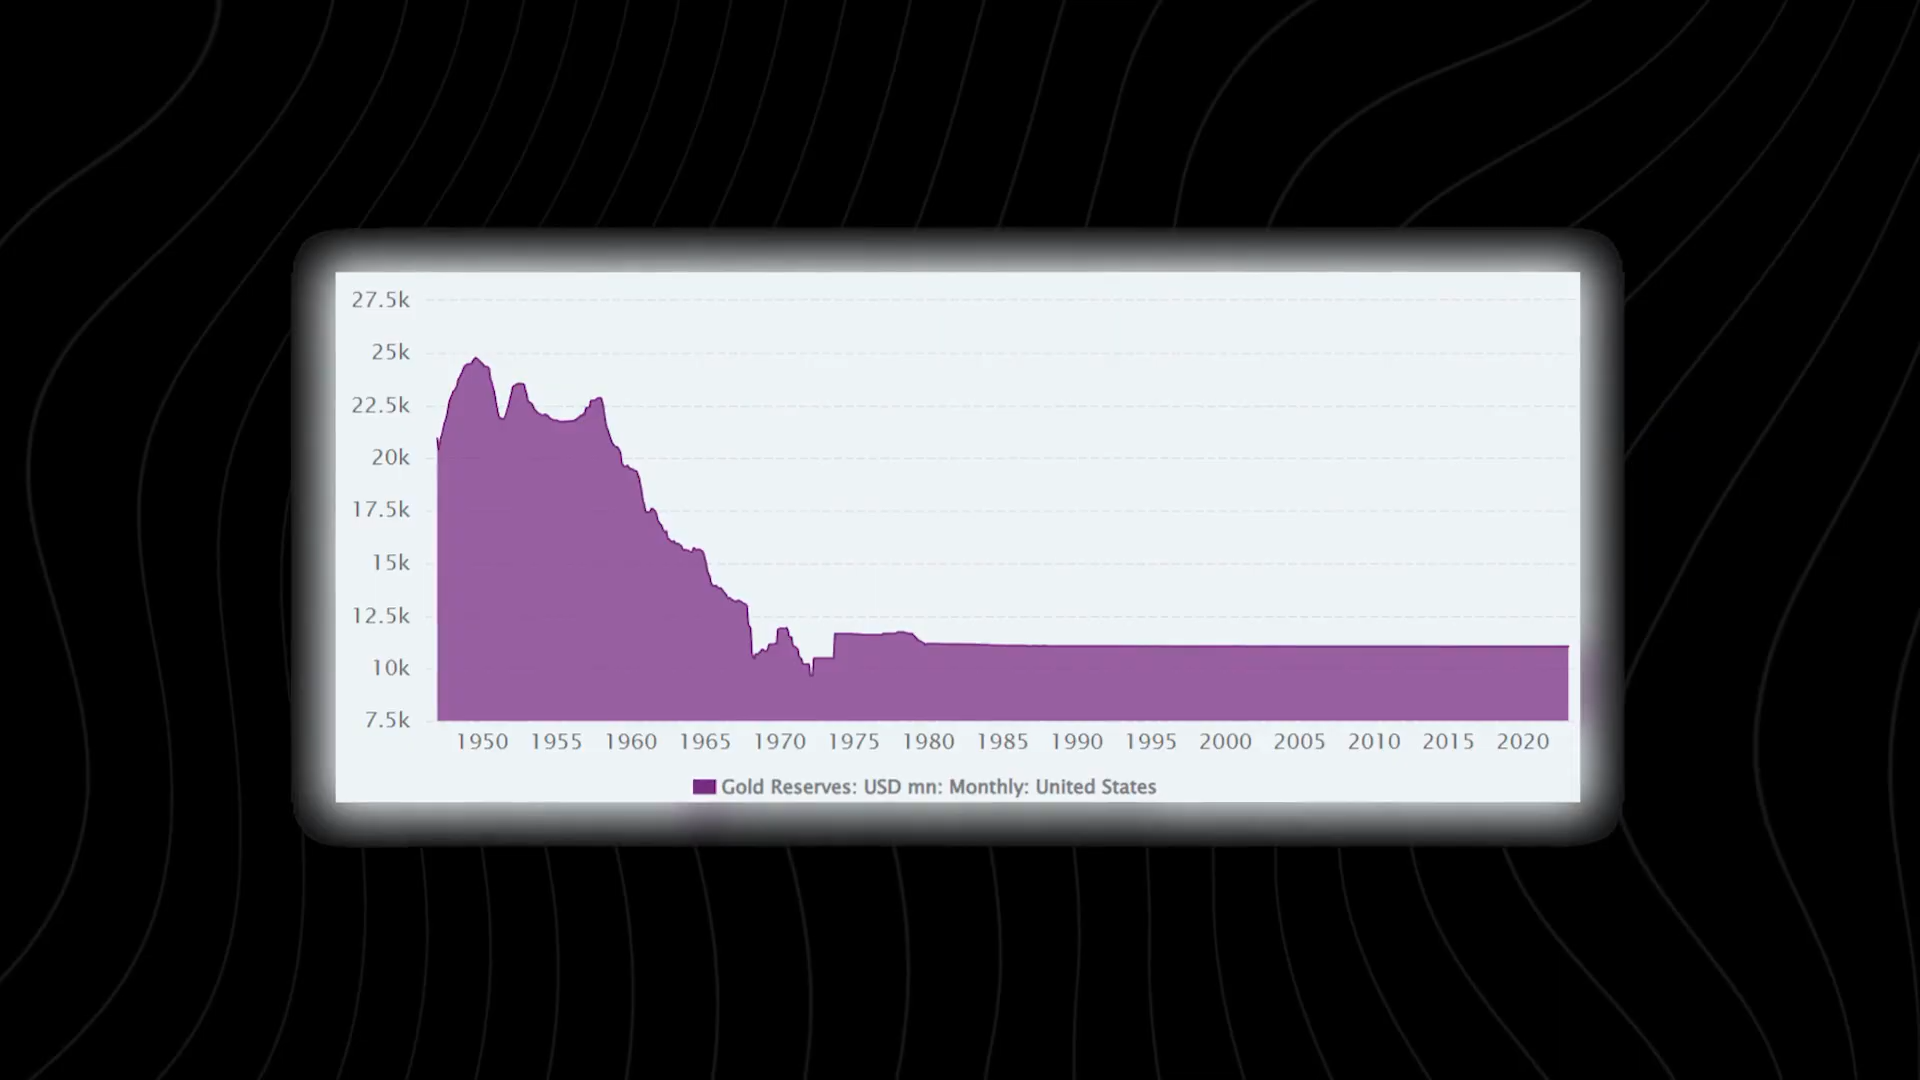 27.5k
25k
22.5k
20k
17.5k
15k
12.5k
10k
7.5k
1950 1955 1960 1965 1970 1975 1980 1985 1990 1995 2000 2005 2010 2015 2020
Gold Reserves: USD mn: Monthly: United States